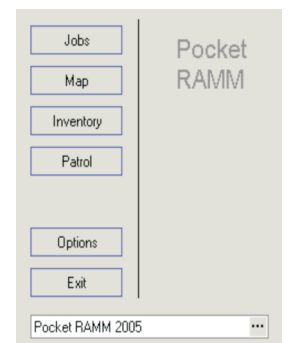 Jobs
Map
Inventory
Patrol
Options
Exit
Pocket
RAMM
Pocket RAMM 2005 ...